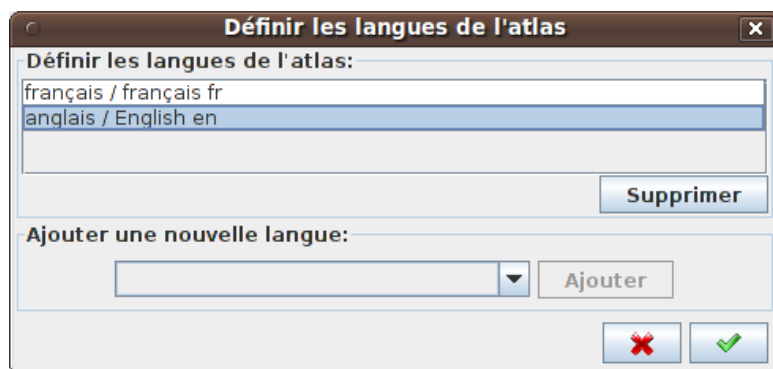 Définir les langues de l'atlas
Définir les langues de l'atlas:
français / français fr
anglais / English en
Supprimer
Ajouter une nouvelle langue:
Ajouter